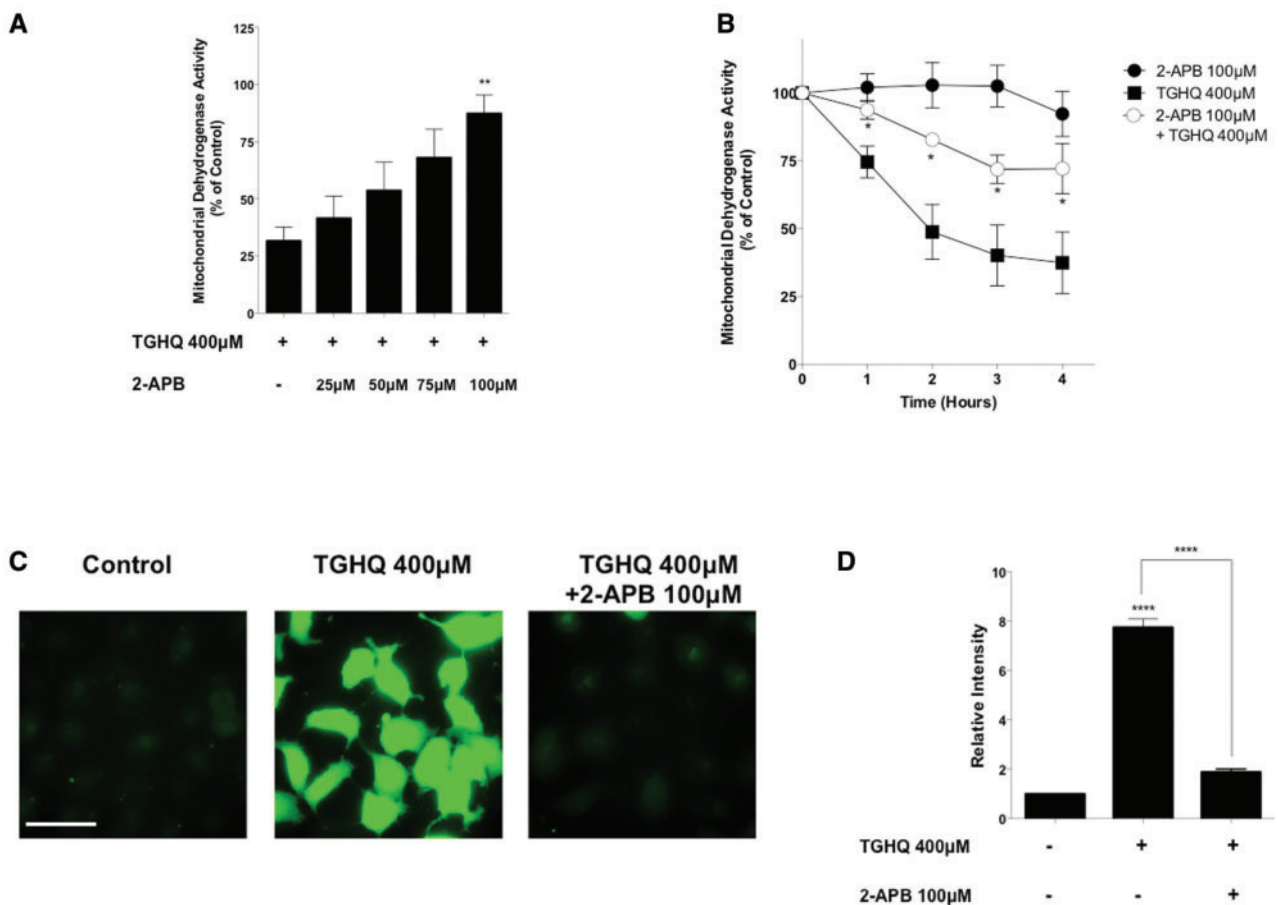 A
Mitochondrial Dehydrogenase Activity
(% of Control)
125
100
75
50
25
0
**
TGHQ 400µM + + + + +
2-APB - 25µM 50µM 75µM 100µM
B
Mitochondrial Dehydrogenase Activity
(% of Control)
100
75
50
25
0
* * * *
0 1 2 3 4
Time (Hours)
2-APB 100µM
TGHQ 400µM
2-APB 100µM
+ TGHQ 400µM
C
Control
TGHQ 400µM
TGHQ 400µM
+2-APB 100µM
D
Relative Intensity
10
8
6
4
2
0
****
****
TGHQ 400µM - + +
2-APB 100µM - - +